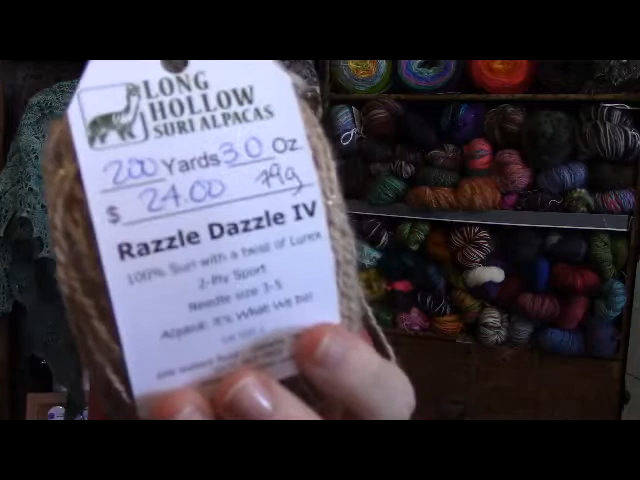 LONG
HOLLOW
SURI ALPACAS
200 Yards 3.0 Oz.
$ 24.00 79g
Razzle Dazzle IV
100% Suri with a twist of Lurex
2-Ply Sport
Needle size 3-5
Alpaca: it's What We Do!